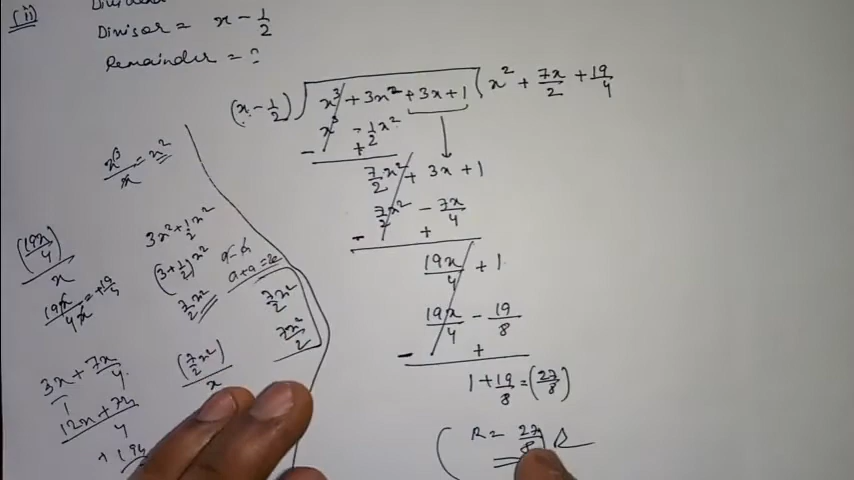 (ii)
Divisor = x - 1/2
Remainder = ?
(x - 1/2) ) x³ + 3x² + 3x + 1 ( x² + 7x/2 + 19/4
x³ - 1/2 x²
- +
7/2 x² + 3x + 1
7/2 x² - 7x/4
- +
19x/4 + 1
19x/4 - 19/8
- +
1 + 19/8 = (27/8)
R = 27/8
x³/x = x²
(19x/4)/x
19x/4x = +19/4
3x² + 1/2 x²
(3 + 1/2) x²
7/2 x²
a + a = 2a
7/2 x²
7x²/2
(7/2 x²)/x
3x/1 + 7x/4
12x + 7x/4